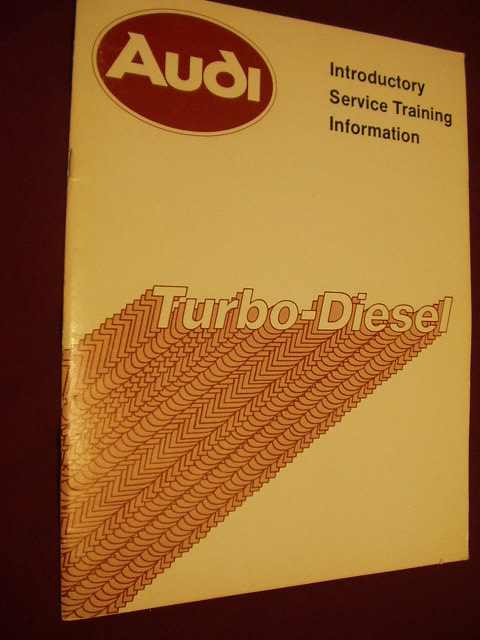 Audi
Introductory
Service Training
Information
Turbo-Diesel